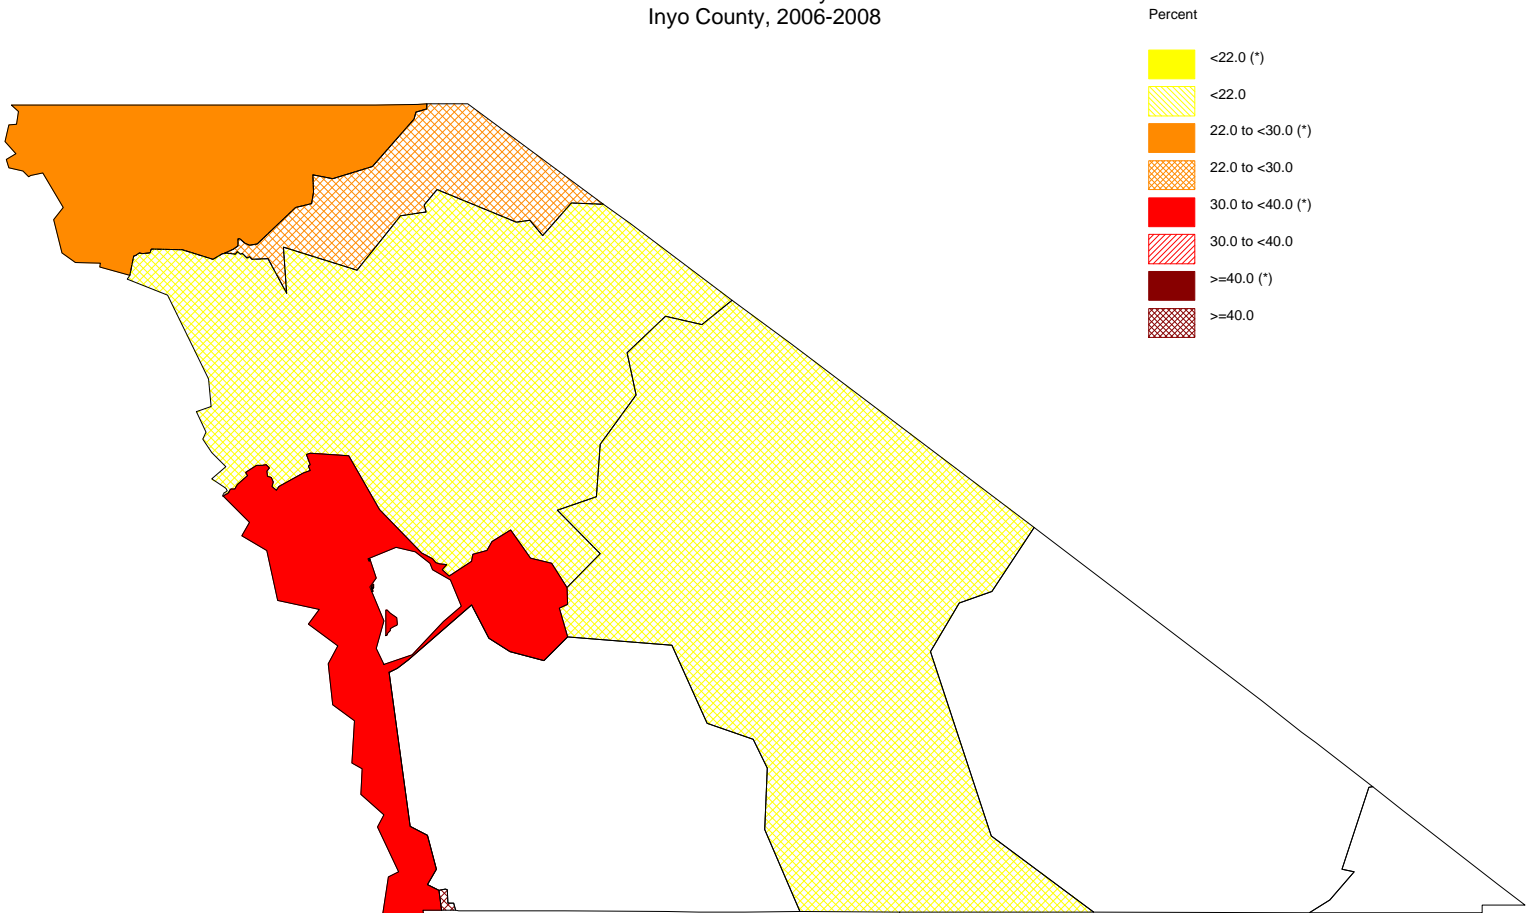 Inyo County, 2006-2008
Percent
<22.0 (*)
<22.0
22.0 to <30.0 (*)
22.0 to <30.0
30.0 to <40.0 (*)
30.0 to <40.0
>=40.0 (*)
>=40.0